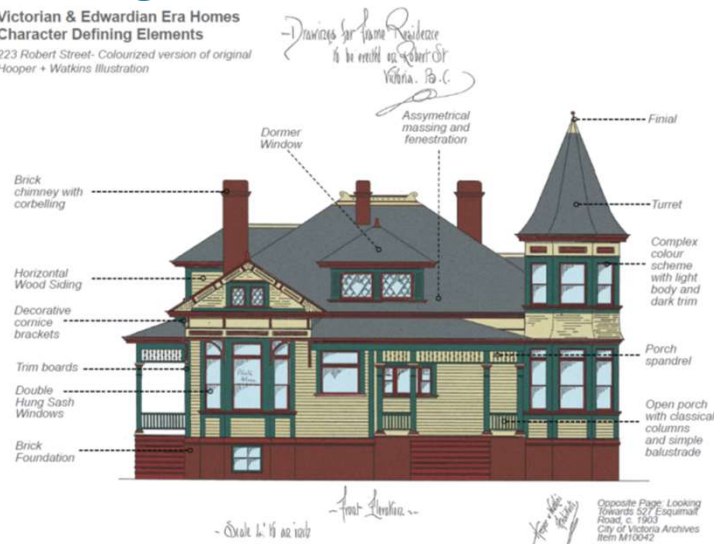 Victorian & Edwardian Era Homes
Character Defining Elements
223 Robert Street- Colourized version of original
Hooper + Watkins Illustration
Drawings for Frame Residence
to be erected on Robert St
Victoria. B.C.
Dormer
Window
Assymetrical
massing and
fenestration
Finial
Brick
chimney with
corbelling
Turret
Complex
colour
scheme
with light
body and
dark trim
Horizontal
Wood Siding
Decorative
cornice
brackets
Porch
spandrel
Trim boards
Double
Hung Sash
Windows
Open porch
with classical
columns
and simple
balustrade
Brick
Foundation
Front Elevation
Scale
Opposite Page: Looking
Towards 527 Esquimalt
Road, c. 1903
City of Victoria Archives
Item M10042